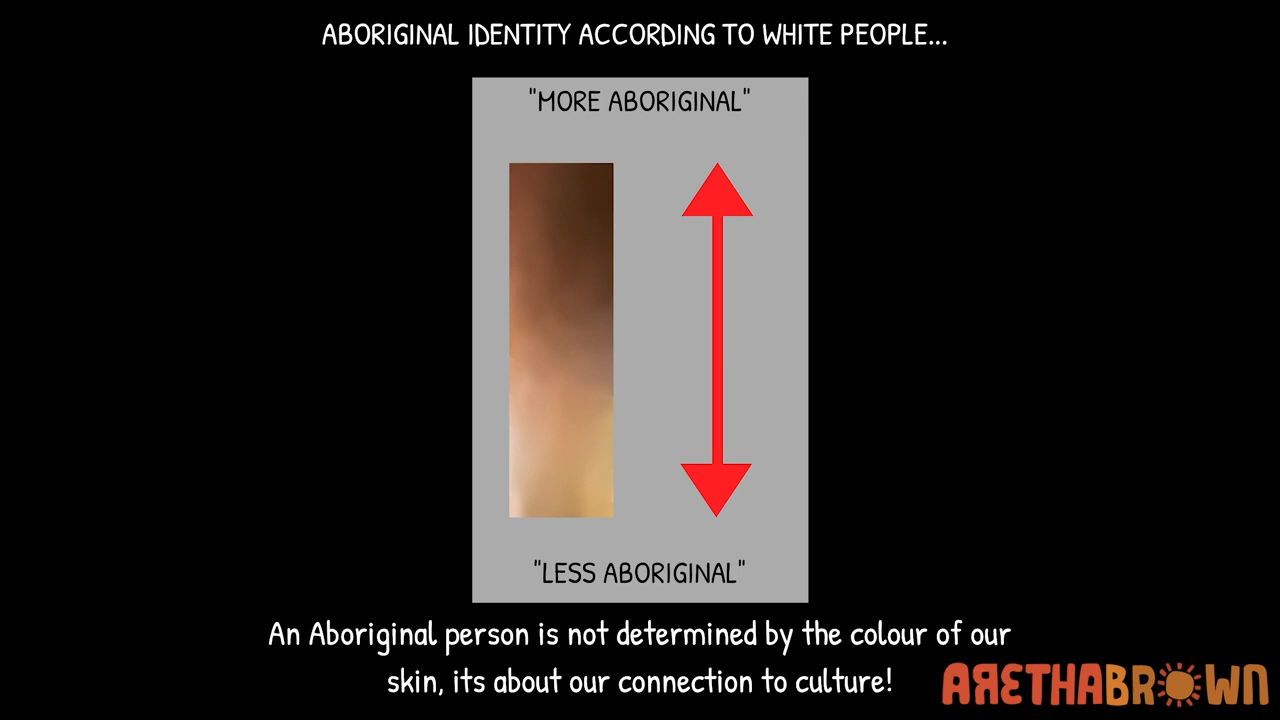 ABORIGINAL IDENTITY ACCORDING TO WHITE PEOPLE...
"MORE ABORIGINAL"
"LESS ABORIGINAL"
An Aboriginal person is not determined by the colour of our
skin, its about our connection to culture!
ARETHABROWN